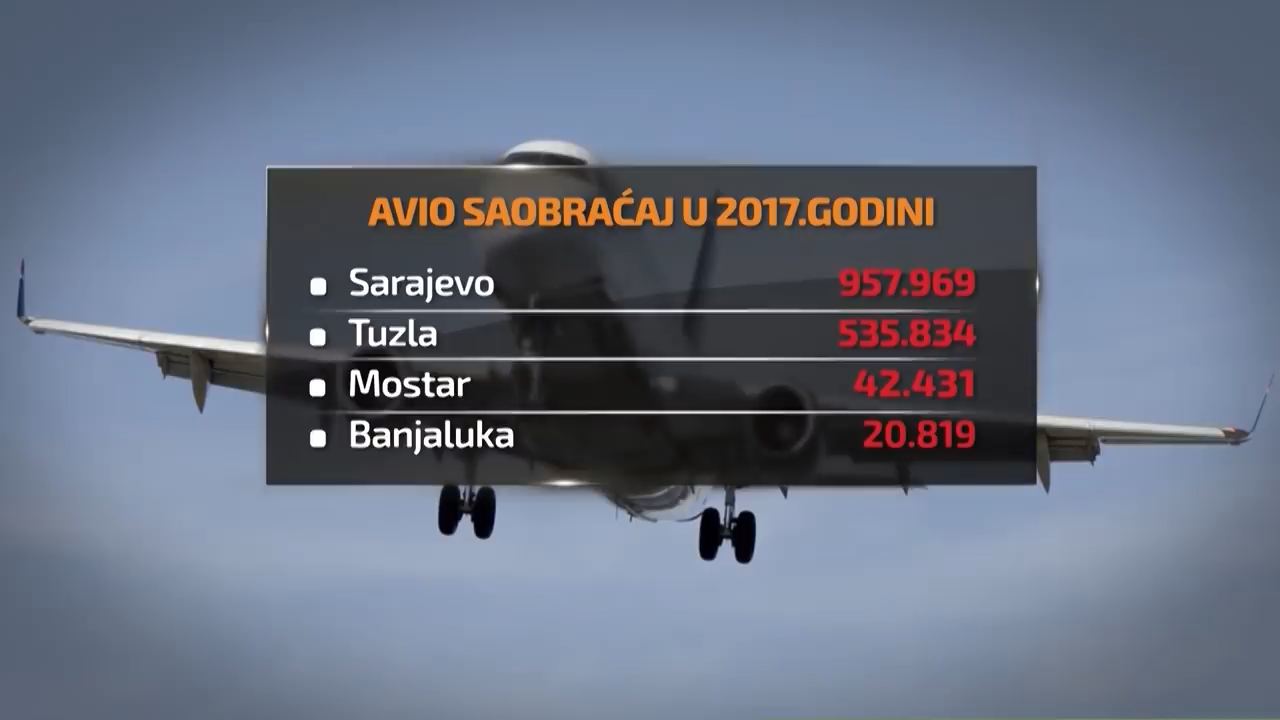 AVIO SAOBRAĆAJ U 2017.GODINI
Sarajevo 957.969
Tuzla 535.834
Mostar 42.431
Banjaluka 20.819